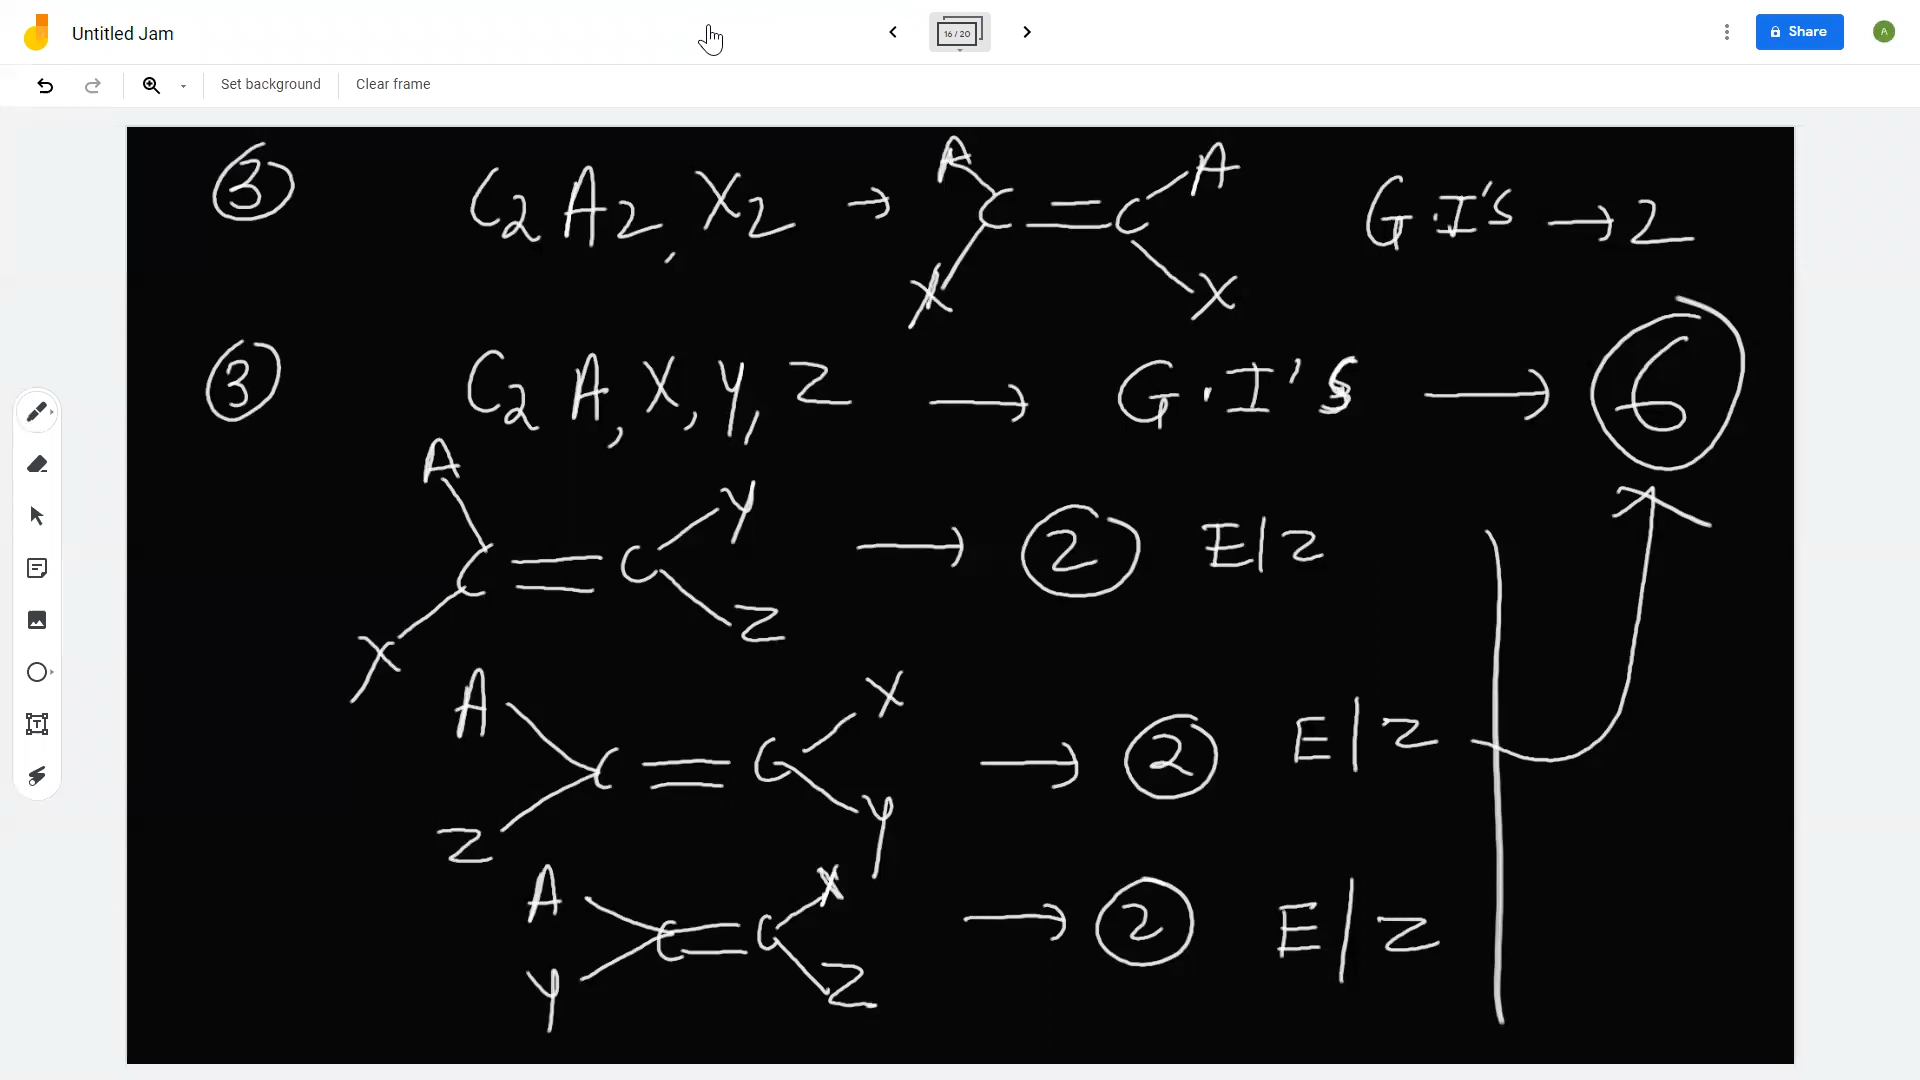 Untitled Jam
16 / 20
Share
A
Set background
Clear frame
③ C2A2, X2 → A X C = C A X G.I's → 2
③ C2 A, X, Y, Z → G.I's → 6
A X C = C Y Z → 2 E/Z
A Z C = C X Y → 2 E/Z
A Y C = C X Z → 2 E/Z